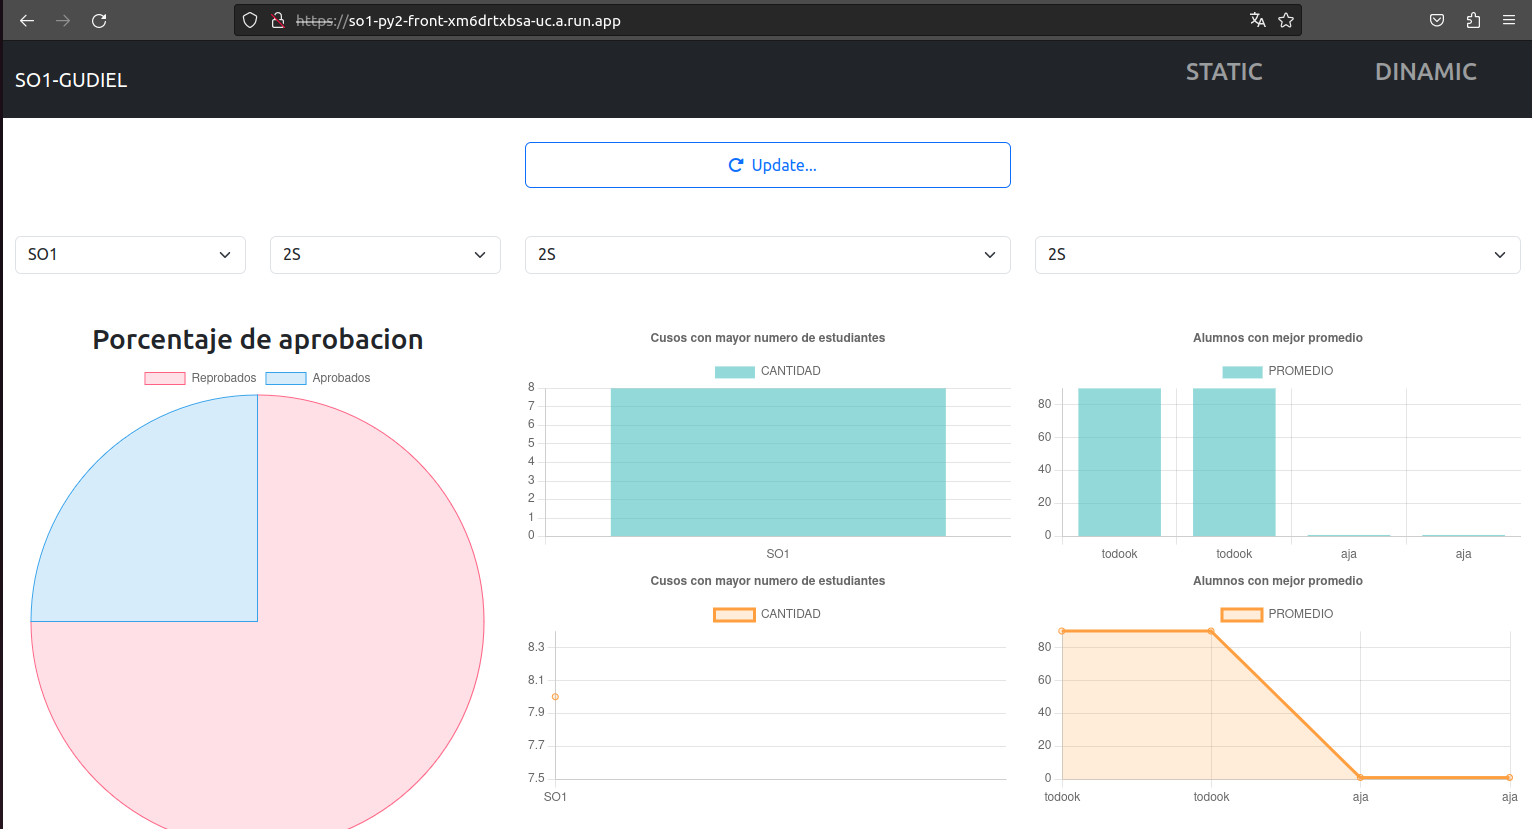 https://so1-py2-front-xm6drtxbsa-uc.a.run.app
SO1-GUDIEL
STATIC
DINAMIC
Update...
SO1
2S
2S
2S
Porcentaje de aprobacion
Reprobados
Aprobados
Cusos con mayor numero de estudiantes
CANTIDAD
8
7
6
5
4
3
2
1
0
SO1
Alumnos con mejor promedio
PROMEDIO
80
60
40
20
0
todook
todook
aja
aja
Cusos con mayor numero de estudiantes
CANTIDAD
8.3
8.1
7.9
7.7
7.5
SO1
Alumnos con mejor promedio
PROMEDIO
80
60
40
20
0
todook
todook
aja
aja